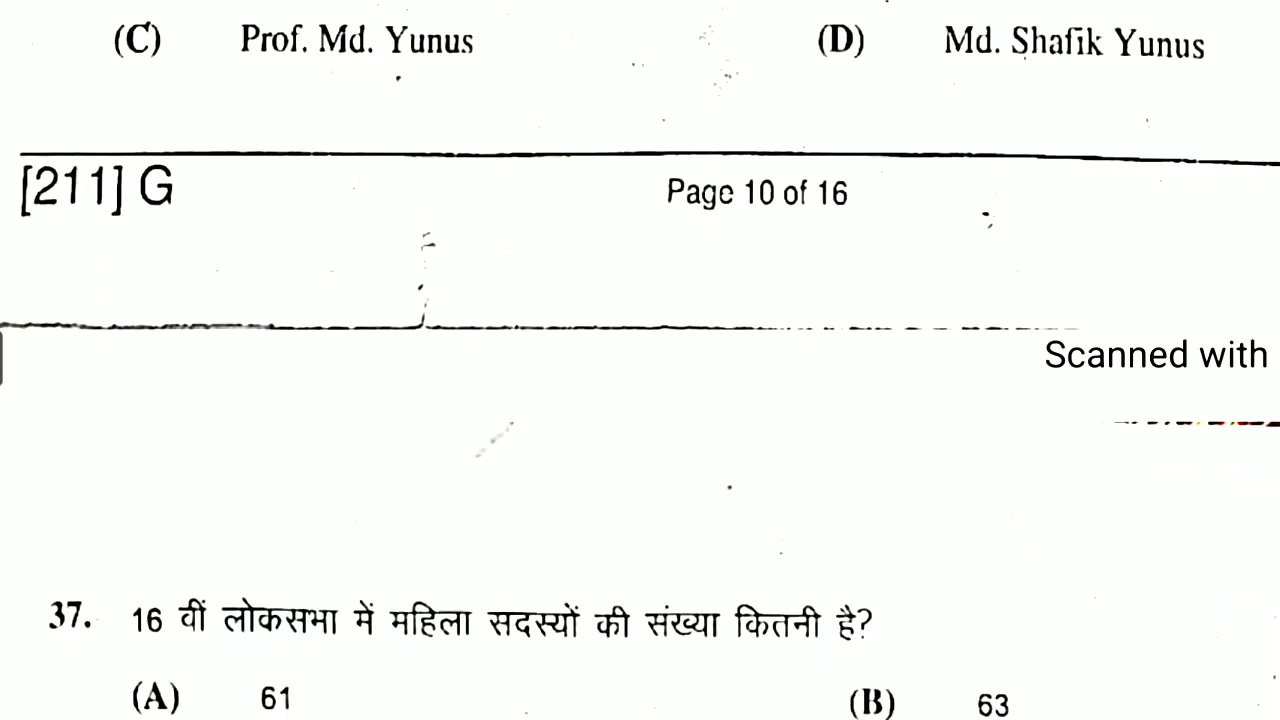 (C) Prof. Md. Yunus (D) Md. Shafik Yunus
[211] G Page 10 of 16
Scanned with
37. 16 वीं लोकसभा में महिला सदस्यों की संख्या कितनी है?
(A) 61 (B) 63